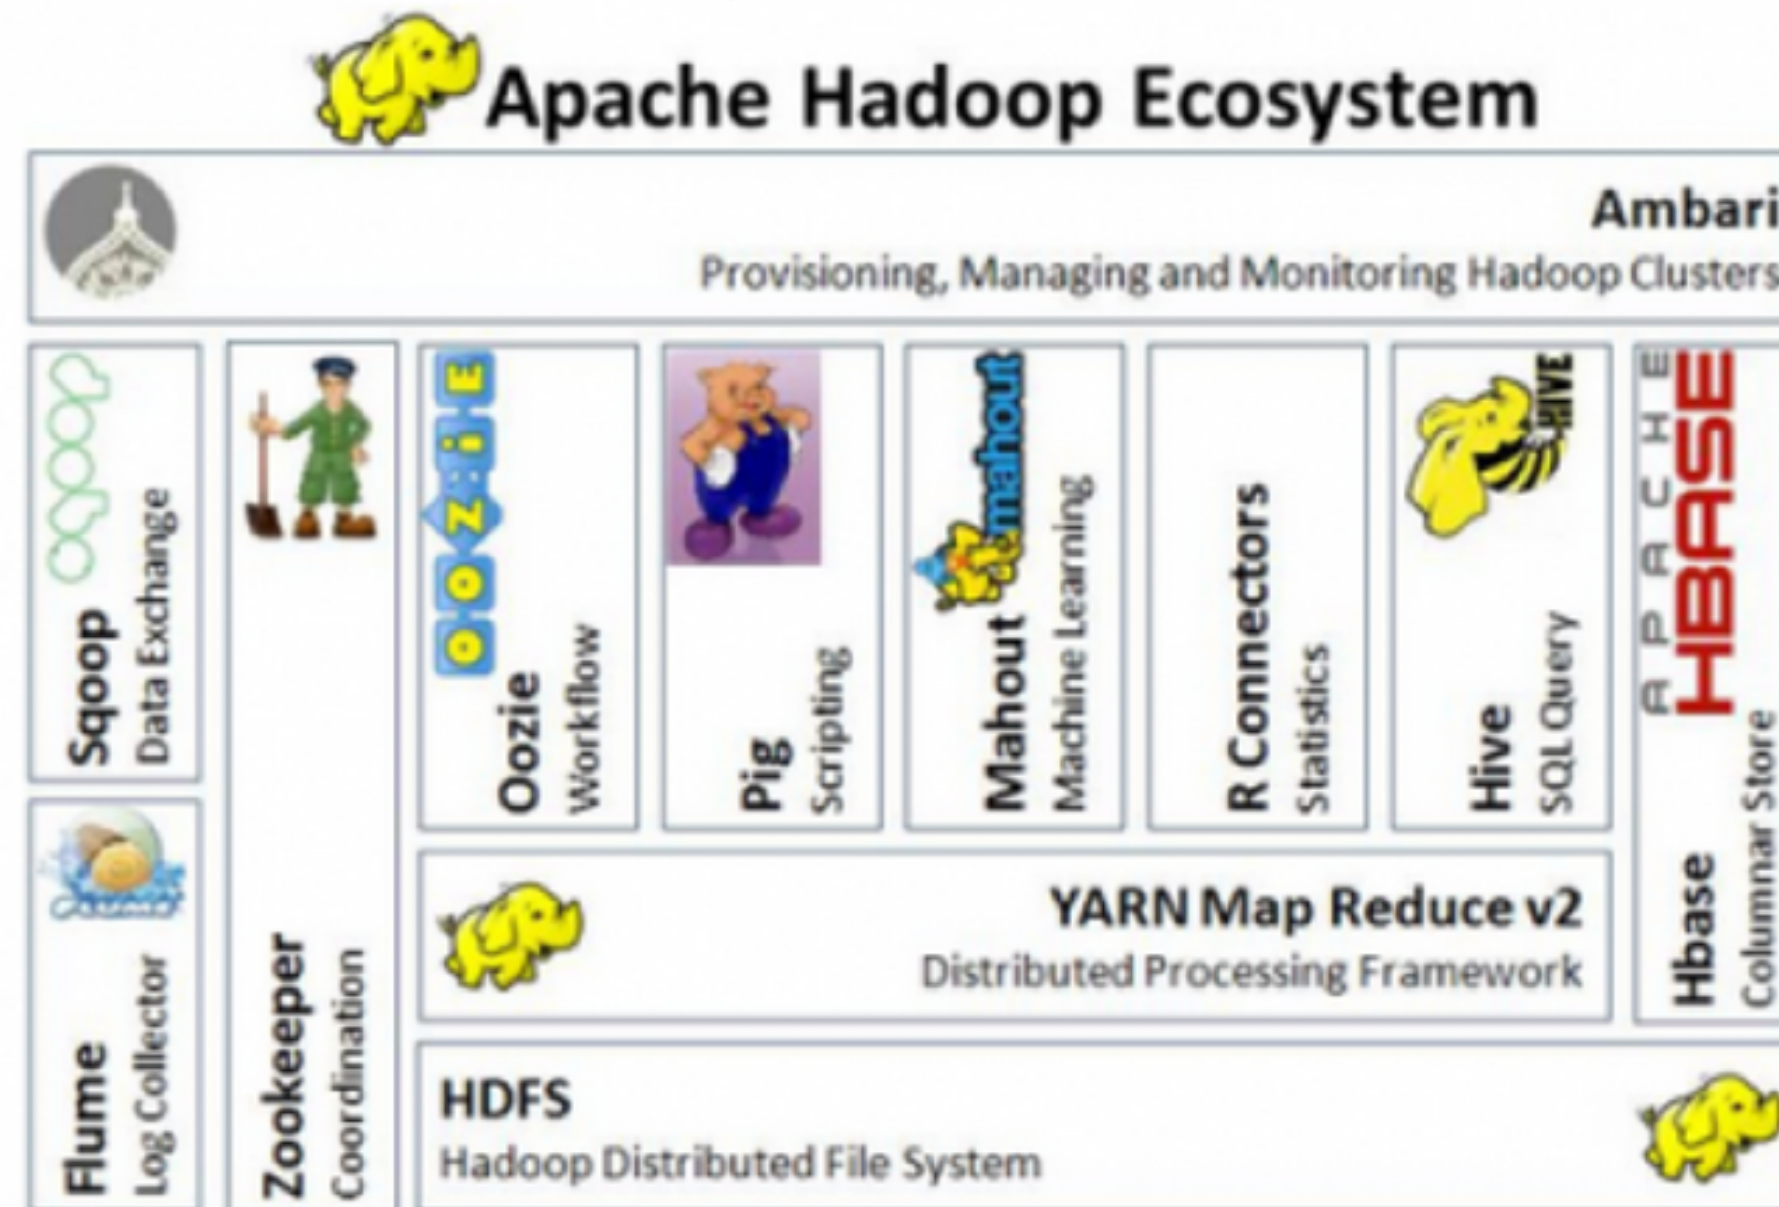 Apache Hadoop Ecosystem
Ambari
Provisioning, Managing and Monitoring Hadoop Clusters
Sqoop
Data Exchange
Flume
Log Collector
Zookeeper
Coordination
OOZiE
Oozie
Workflow
Pig
Scripting
mahout
Mahout
Machine Learning
R Connectors
Statistics
HIVE
Hive
SQL Query
APACHE
HBASE
Hbase
Columnar Store
YARN Map Reduce v2
Distributed Processing Framework
HDFS
Hadoop Distributed File System